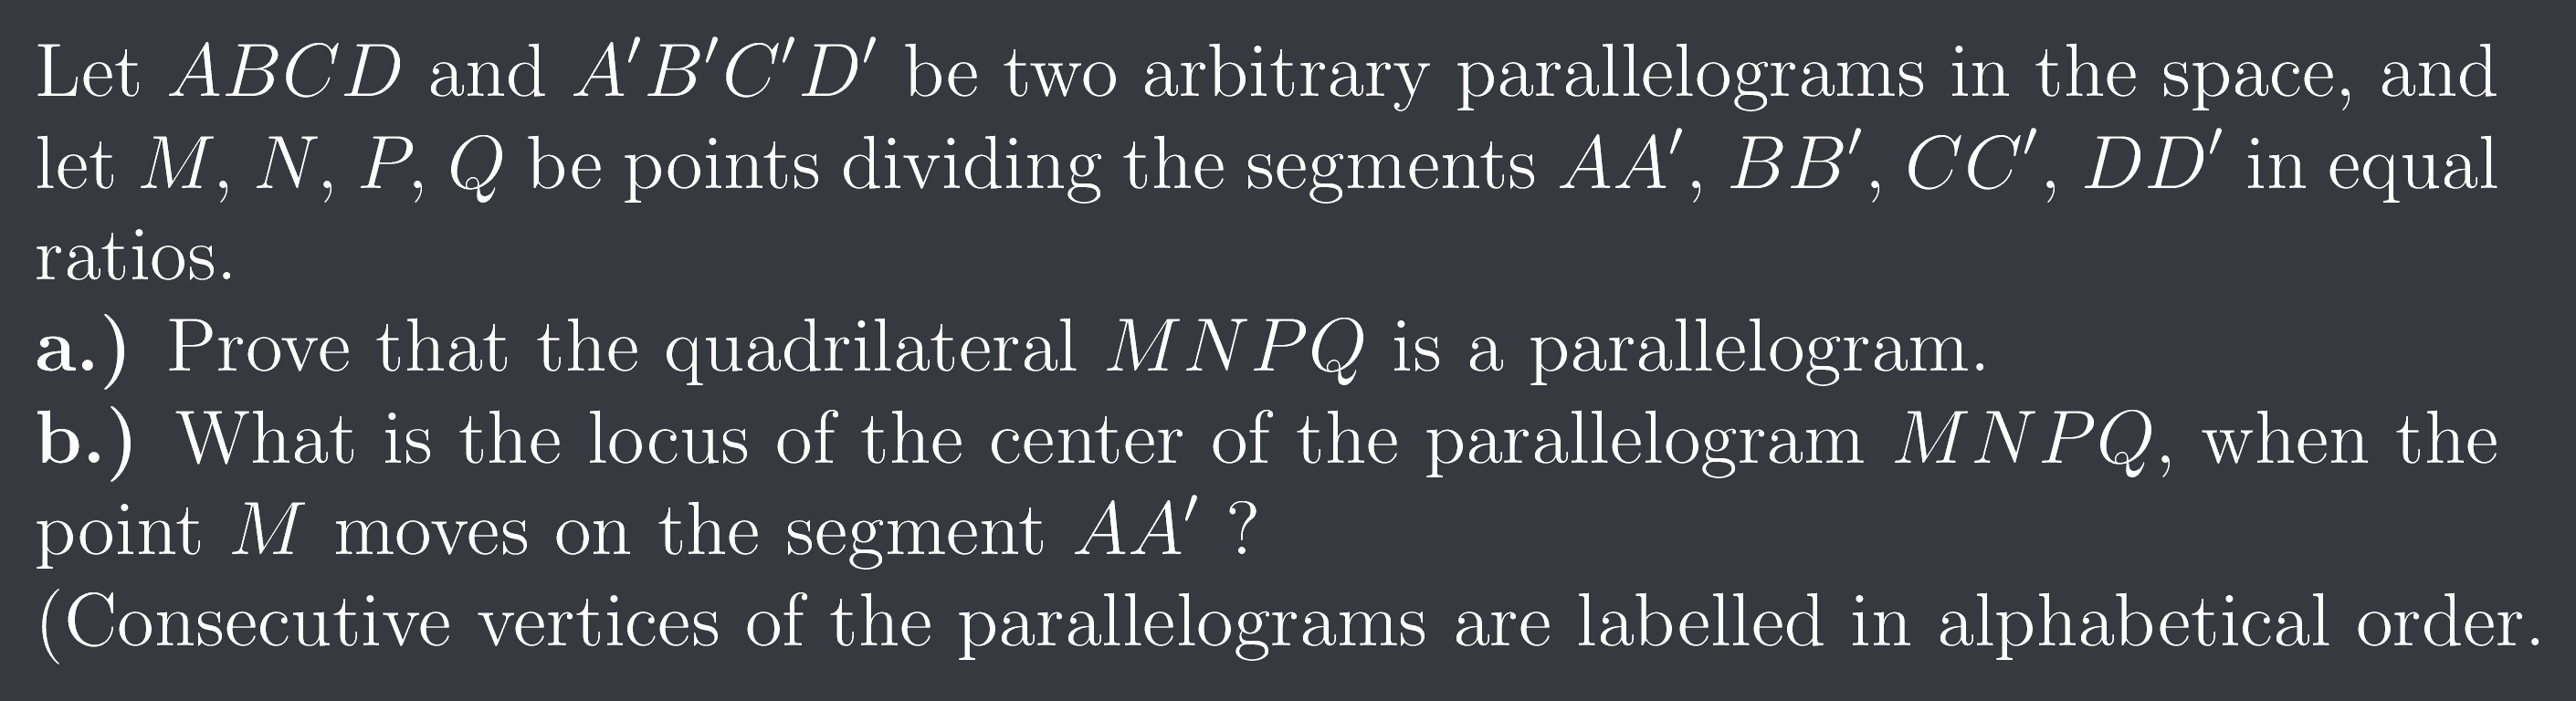 Let ABCD and A′B′C′D′ be two arbitrary parallelograms in the space, and
let M, N, P, Q be points dividing the segments AA′, BB′, CC′, DD′ in equal
ratios.
a.) Prove that the quadrilateral MNPQ is a parallelogram.
b.) What is the locus of the center of the parallelogram MNPQ, when the
point M moves on the segment AA′ ?
(Consecutive vertices of the parallelograms are labelled in alphabetical order.